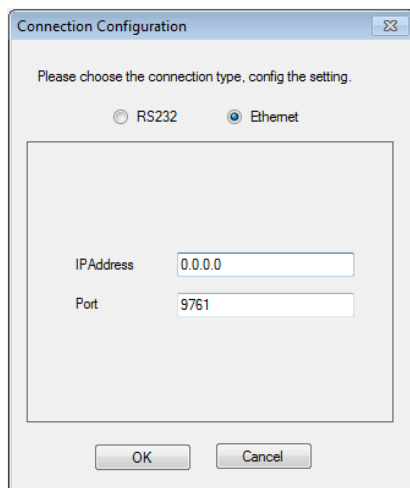 Connection Configuration
Please choose the connection type, config the setting.
RS232 Ethernet
IPAddress 0.0.0.0
Port 9761
OK Cancel